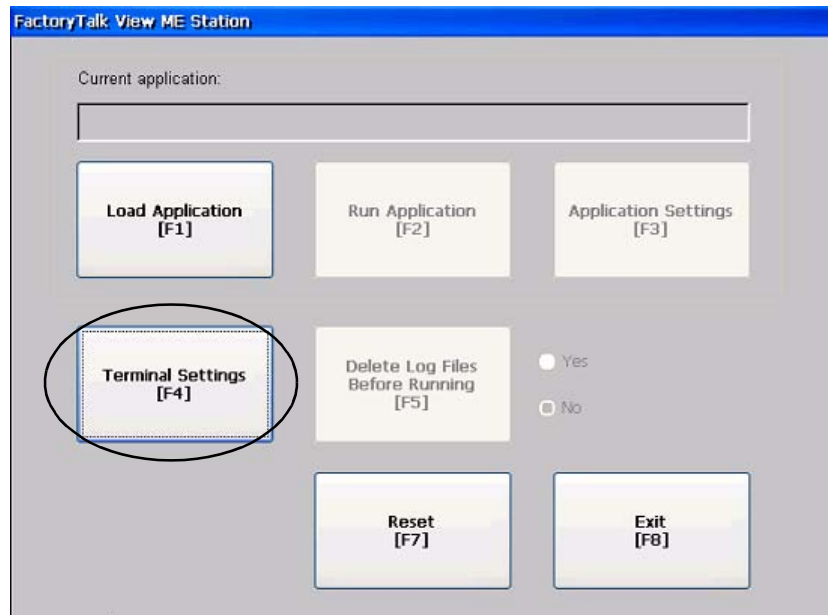 FactoryTalk View ME Station
Current application:
Load Application
[F1]
Run Application
[F2]
Application Settings
[F3]
Terminal Settings
[F4]
Delete Log Files
Before Running
[F5]
Yes
No
Reset
[F7]
Exit
[F8]